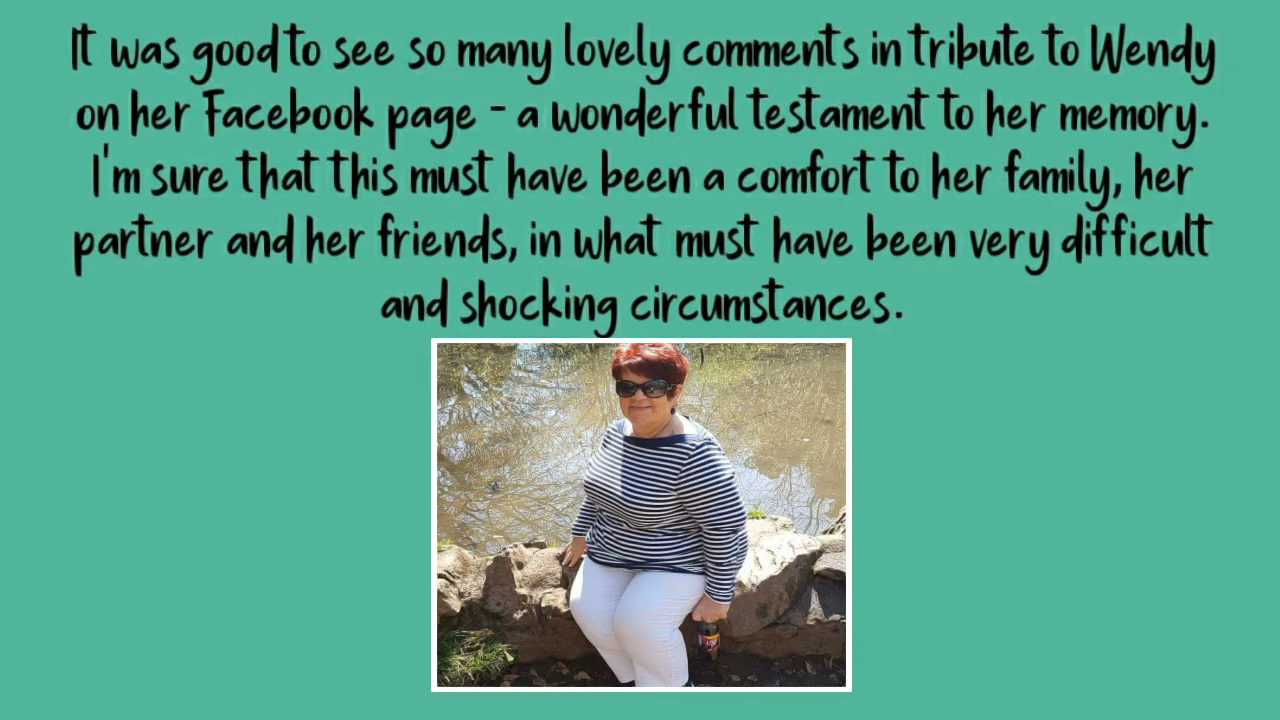 It was good to see so many lovely comments in tribute to Wendy
on her Facebook page - a wonderful testament to her memory.
I'm sure that this must have been a comfort to her family, her
partner and her friends, in what must have been very difficult
and shocking circumstances.